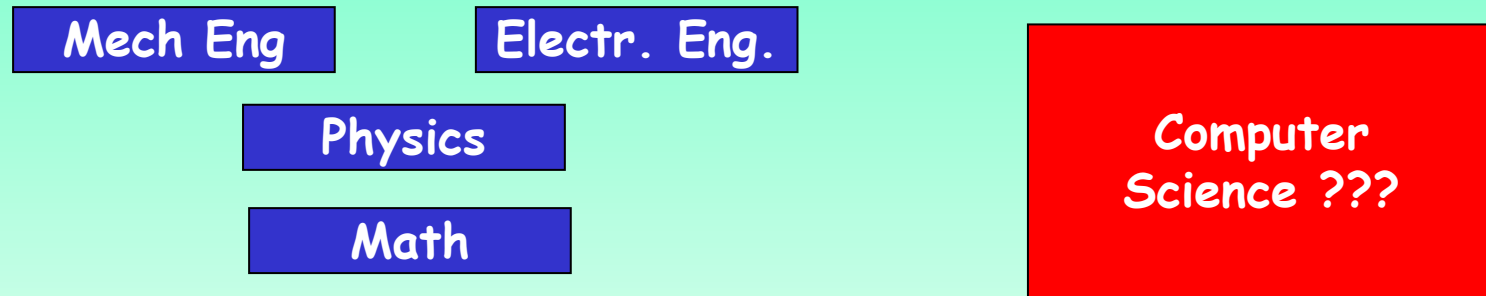 Mech Eng
Electr. Eng.
Physics
Math
Computer
Science ???